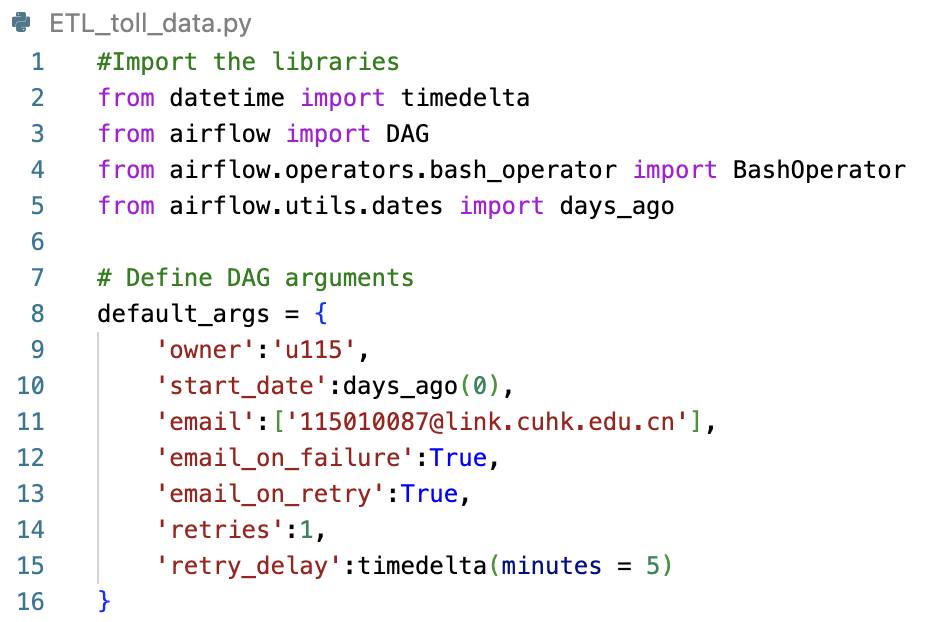 ETL_toll_data.py
1 #Import the libraries
2 from datetime import timedelta
3 from airflow import DAG
4 from airflow.operators.bash_operator import BashOperator
5 from airflow.utils.dates import days_ago
6
7 # Define DAG arguments
8 default_args = {
9     'owner':'u115',
10     'start_date':days_ago(0),
11     'email':['115010087@link.cuhk.edu.cn'],
12     'email_on_failure':True,
13     'email_on_retry':True,
14     'retries':1,
15     'retry_delay':timedelta(minutes = 5)
16 }